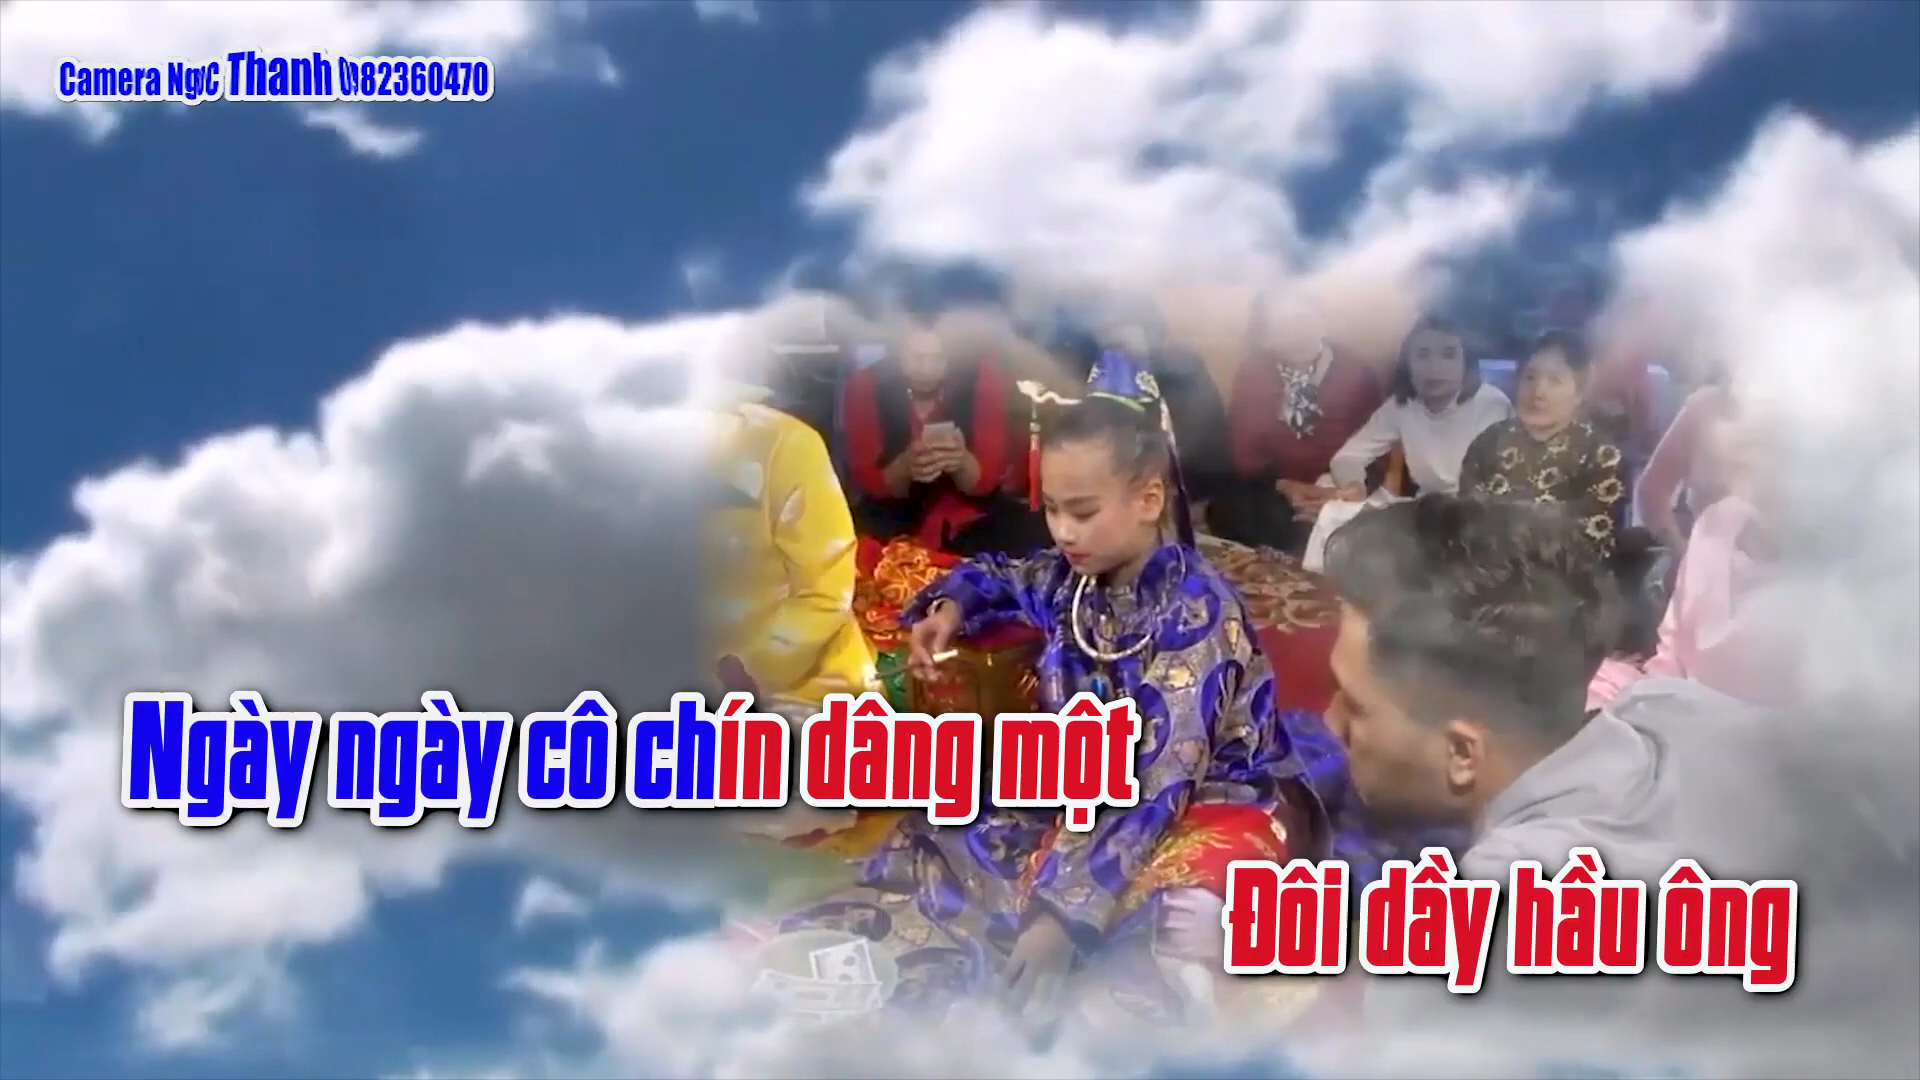 Camera Ngọc Thanh 0982360470
Ngày ngày cô chín dâng một
Đôi dầy hầu ông